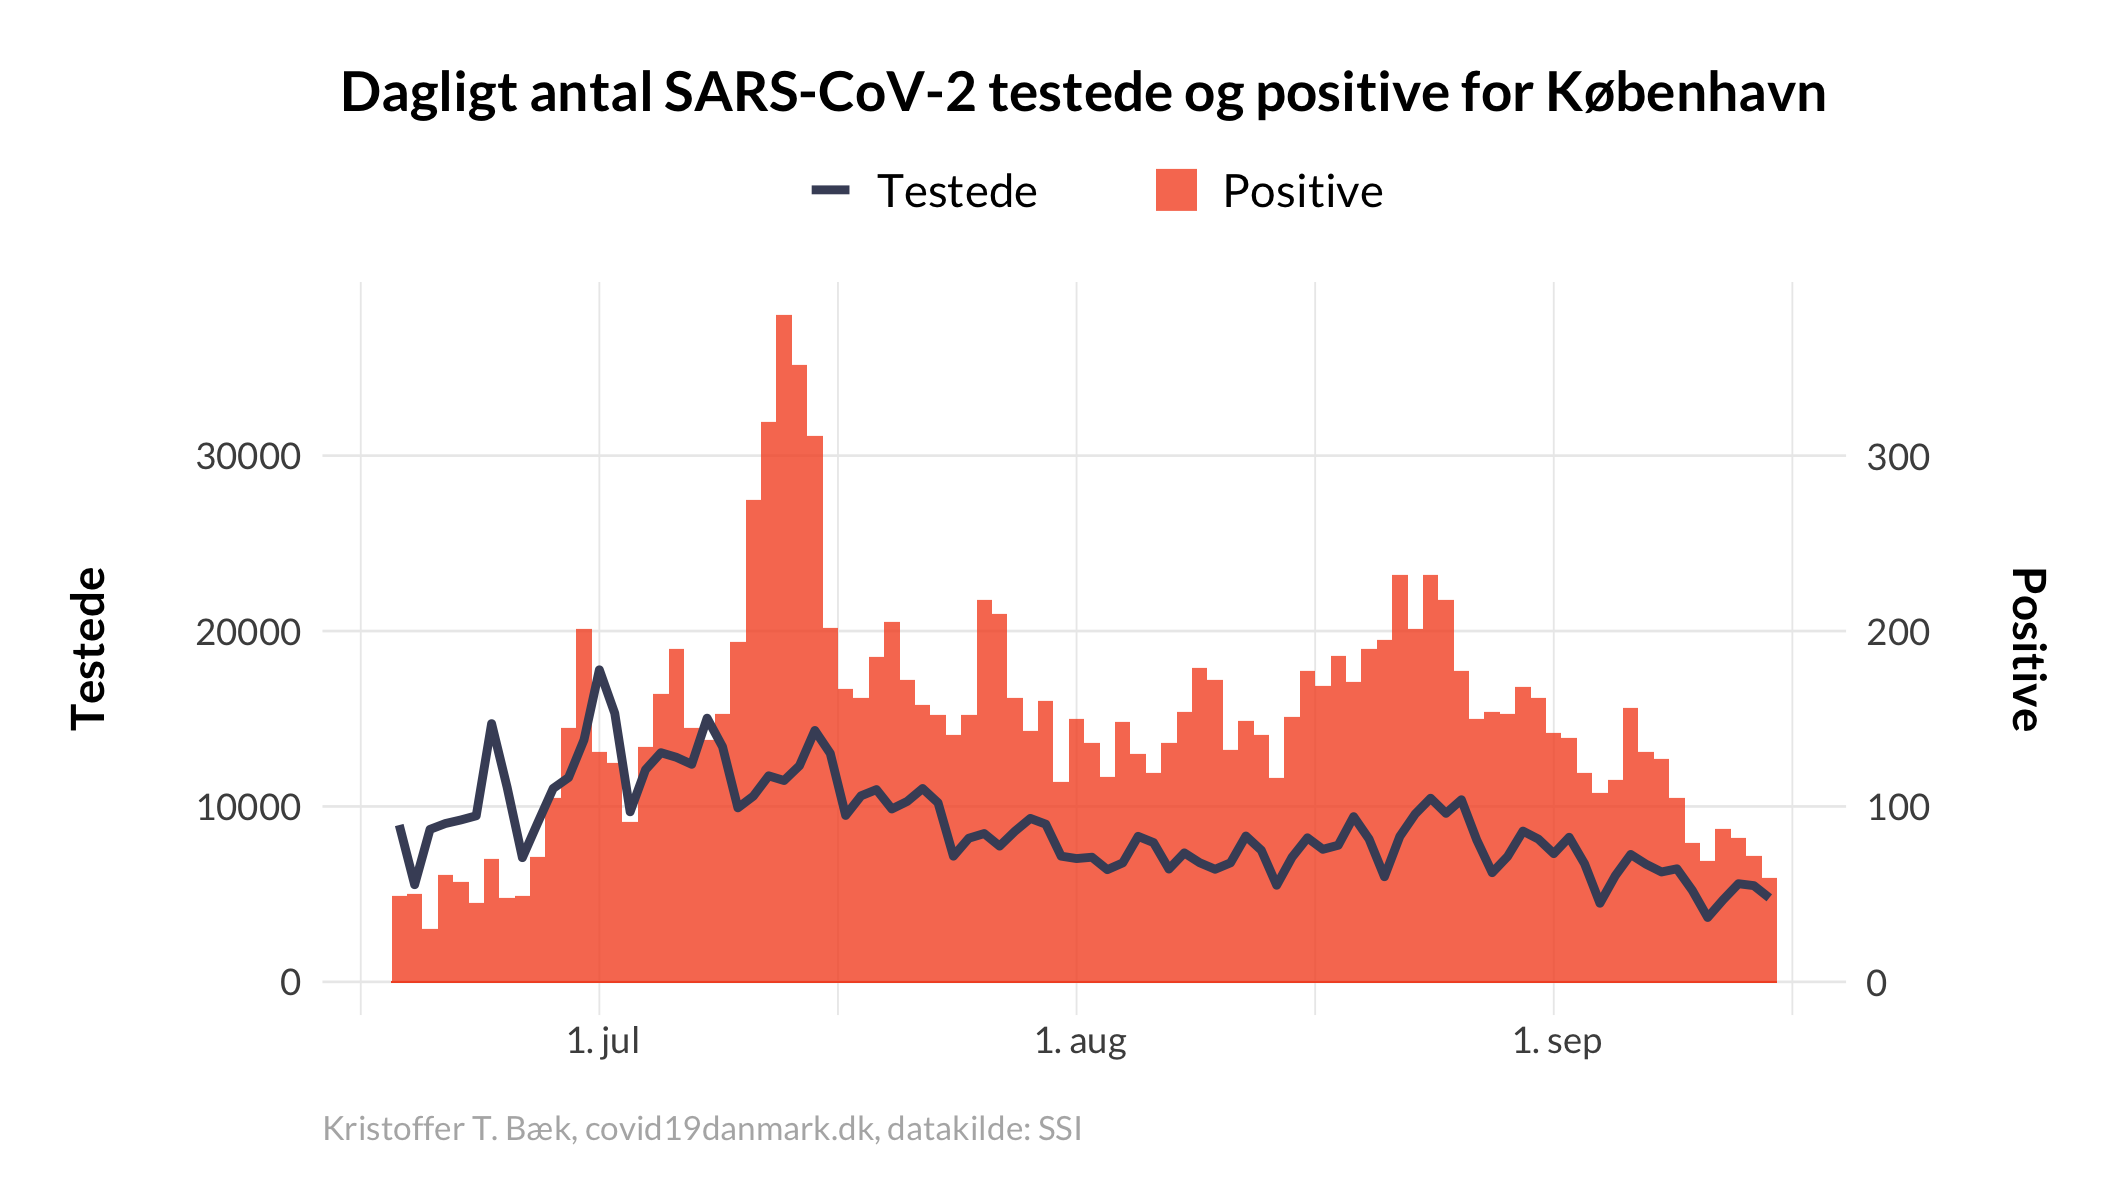 Dagligt antal SARS-CoV-2 testede og positive for København
Testede
Positive
30000
20000
10000
0
300
200
100
0
Testede
Positive
1. jul
1. aug
1. sep
Kristoffer T. Bæk, covid19danmark.dk, datakilde: SSI